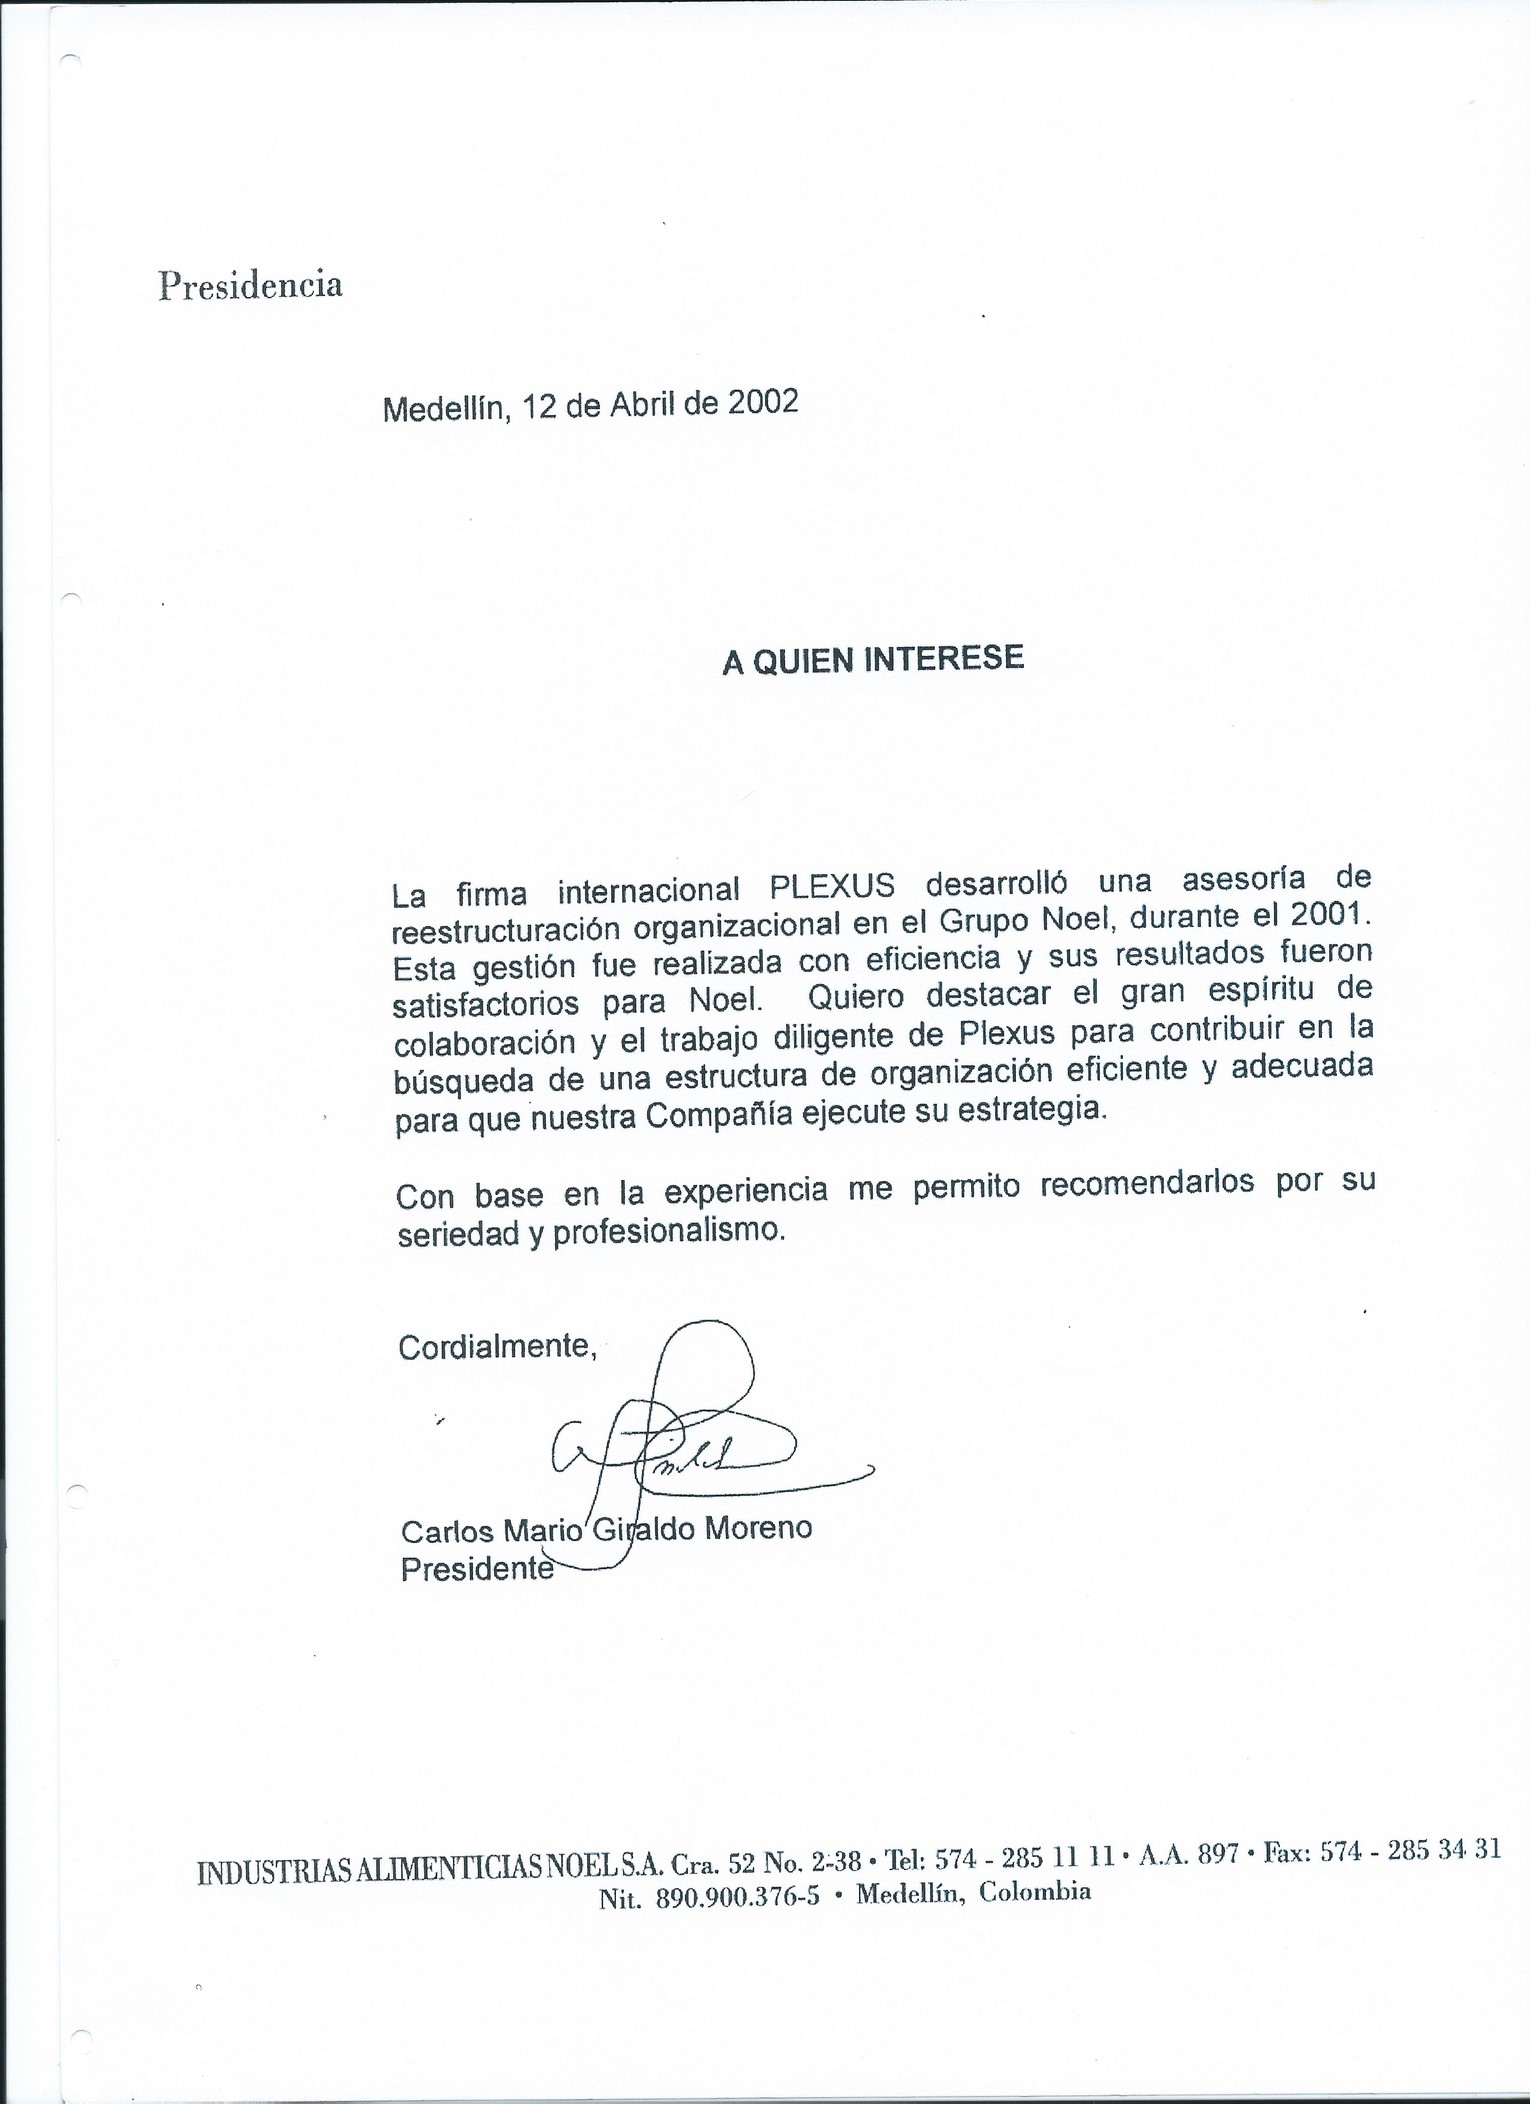 Presidencia
Medellín, 12 de Abril de 2002
A QUIEN INTERESE
La firma internacional PLEXUS desarrolló una asesoría de
reestructuración organizacional en el Grupo Noel, durante el 2001.
Esta gestión fue realizada con eficiencia y sus resultados fueron
satisfactorios para Noel. Quiero destacar el gran espíritu de
colaboración y el trabajo diligente de Plexus para contribuir en la
búsqueda de una estructura de organización eficiente y adecuada
para que nuestra Compañía ejecute su estrategia.
Con base en la experiencia me permito recomendarlos por su
seriedad y profesionalismo.
Cordialmente,
Carlos Mario Giraldo Moreno
Presidente
INDUSTRIAS ALIMENTICIAS NOEL S.A. Cra. 52 No. 2-38 • Tel: 574 - 285 11 11 • A.A. 897 • Fax: 574 - 285 34 31
Nit. 890.900.376-5 • Medellín, Colombia